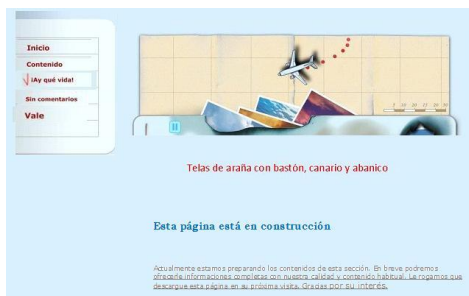 Inicio
Contenido
¡Ay qué vida!
Sin comentarios
Vale
Telas de araña con bastón, canario y abanico
Esta página está en construcción
Actualmente estamos preparando los contenidos de esta sección. En breve podremos
ofrecerle informaciones completas con nuestra calidad y contenido habitual. Le rogamos que
descargue esta página en su próxima visita. Gracias por su interés.